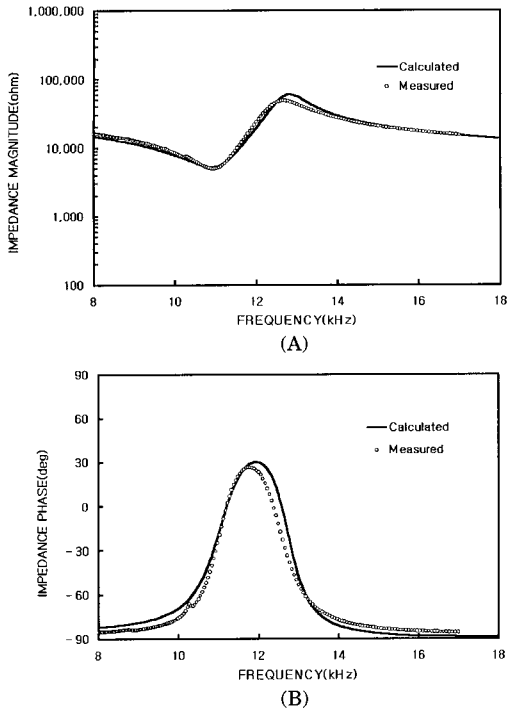 1,000,000
100,000
10,000
1,000
100
IMPEDANCE MAGNITUDE(ohm)
Calculated
Measured
8 10 12 14 16 18
FREQUENCY(kHz)
(A)
90
60
30
0
-30
-60
-90
IMPEDANCE PHASE(deg)
Calculated
Measured
8 10 12 14 16 18
FREQUENCY(kHz)
(B)